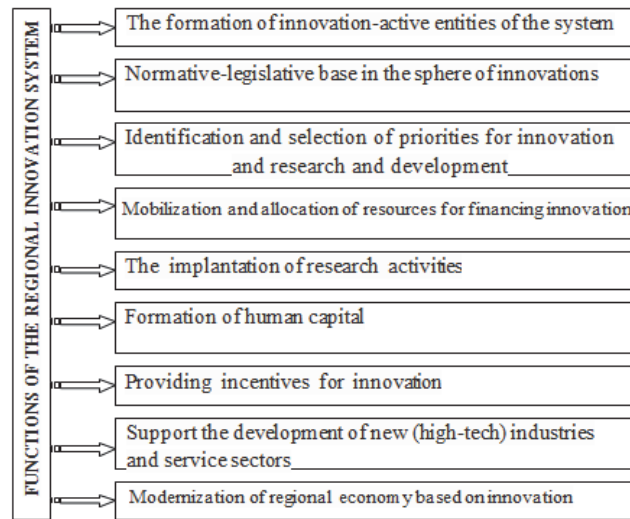 FUNCTIONS OF THE REGIONAL INNOVATION SYSTEM
The formation of innovation-active entities of the system
Normative-legislative base in the sphere of innovations
Identification and selection of priorities for innovation
and research and development
Mobilization and allocation of resources for financing innovation
The implantation of research activities
Formation of human capital
Providing incentives for innovation
Support the development of new (high-tech) industries
and service sectors
Modernization of regional economy based on innovation